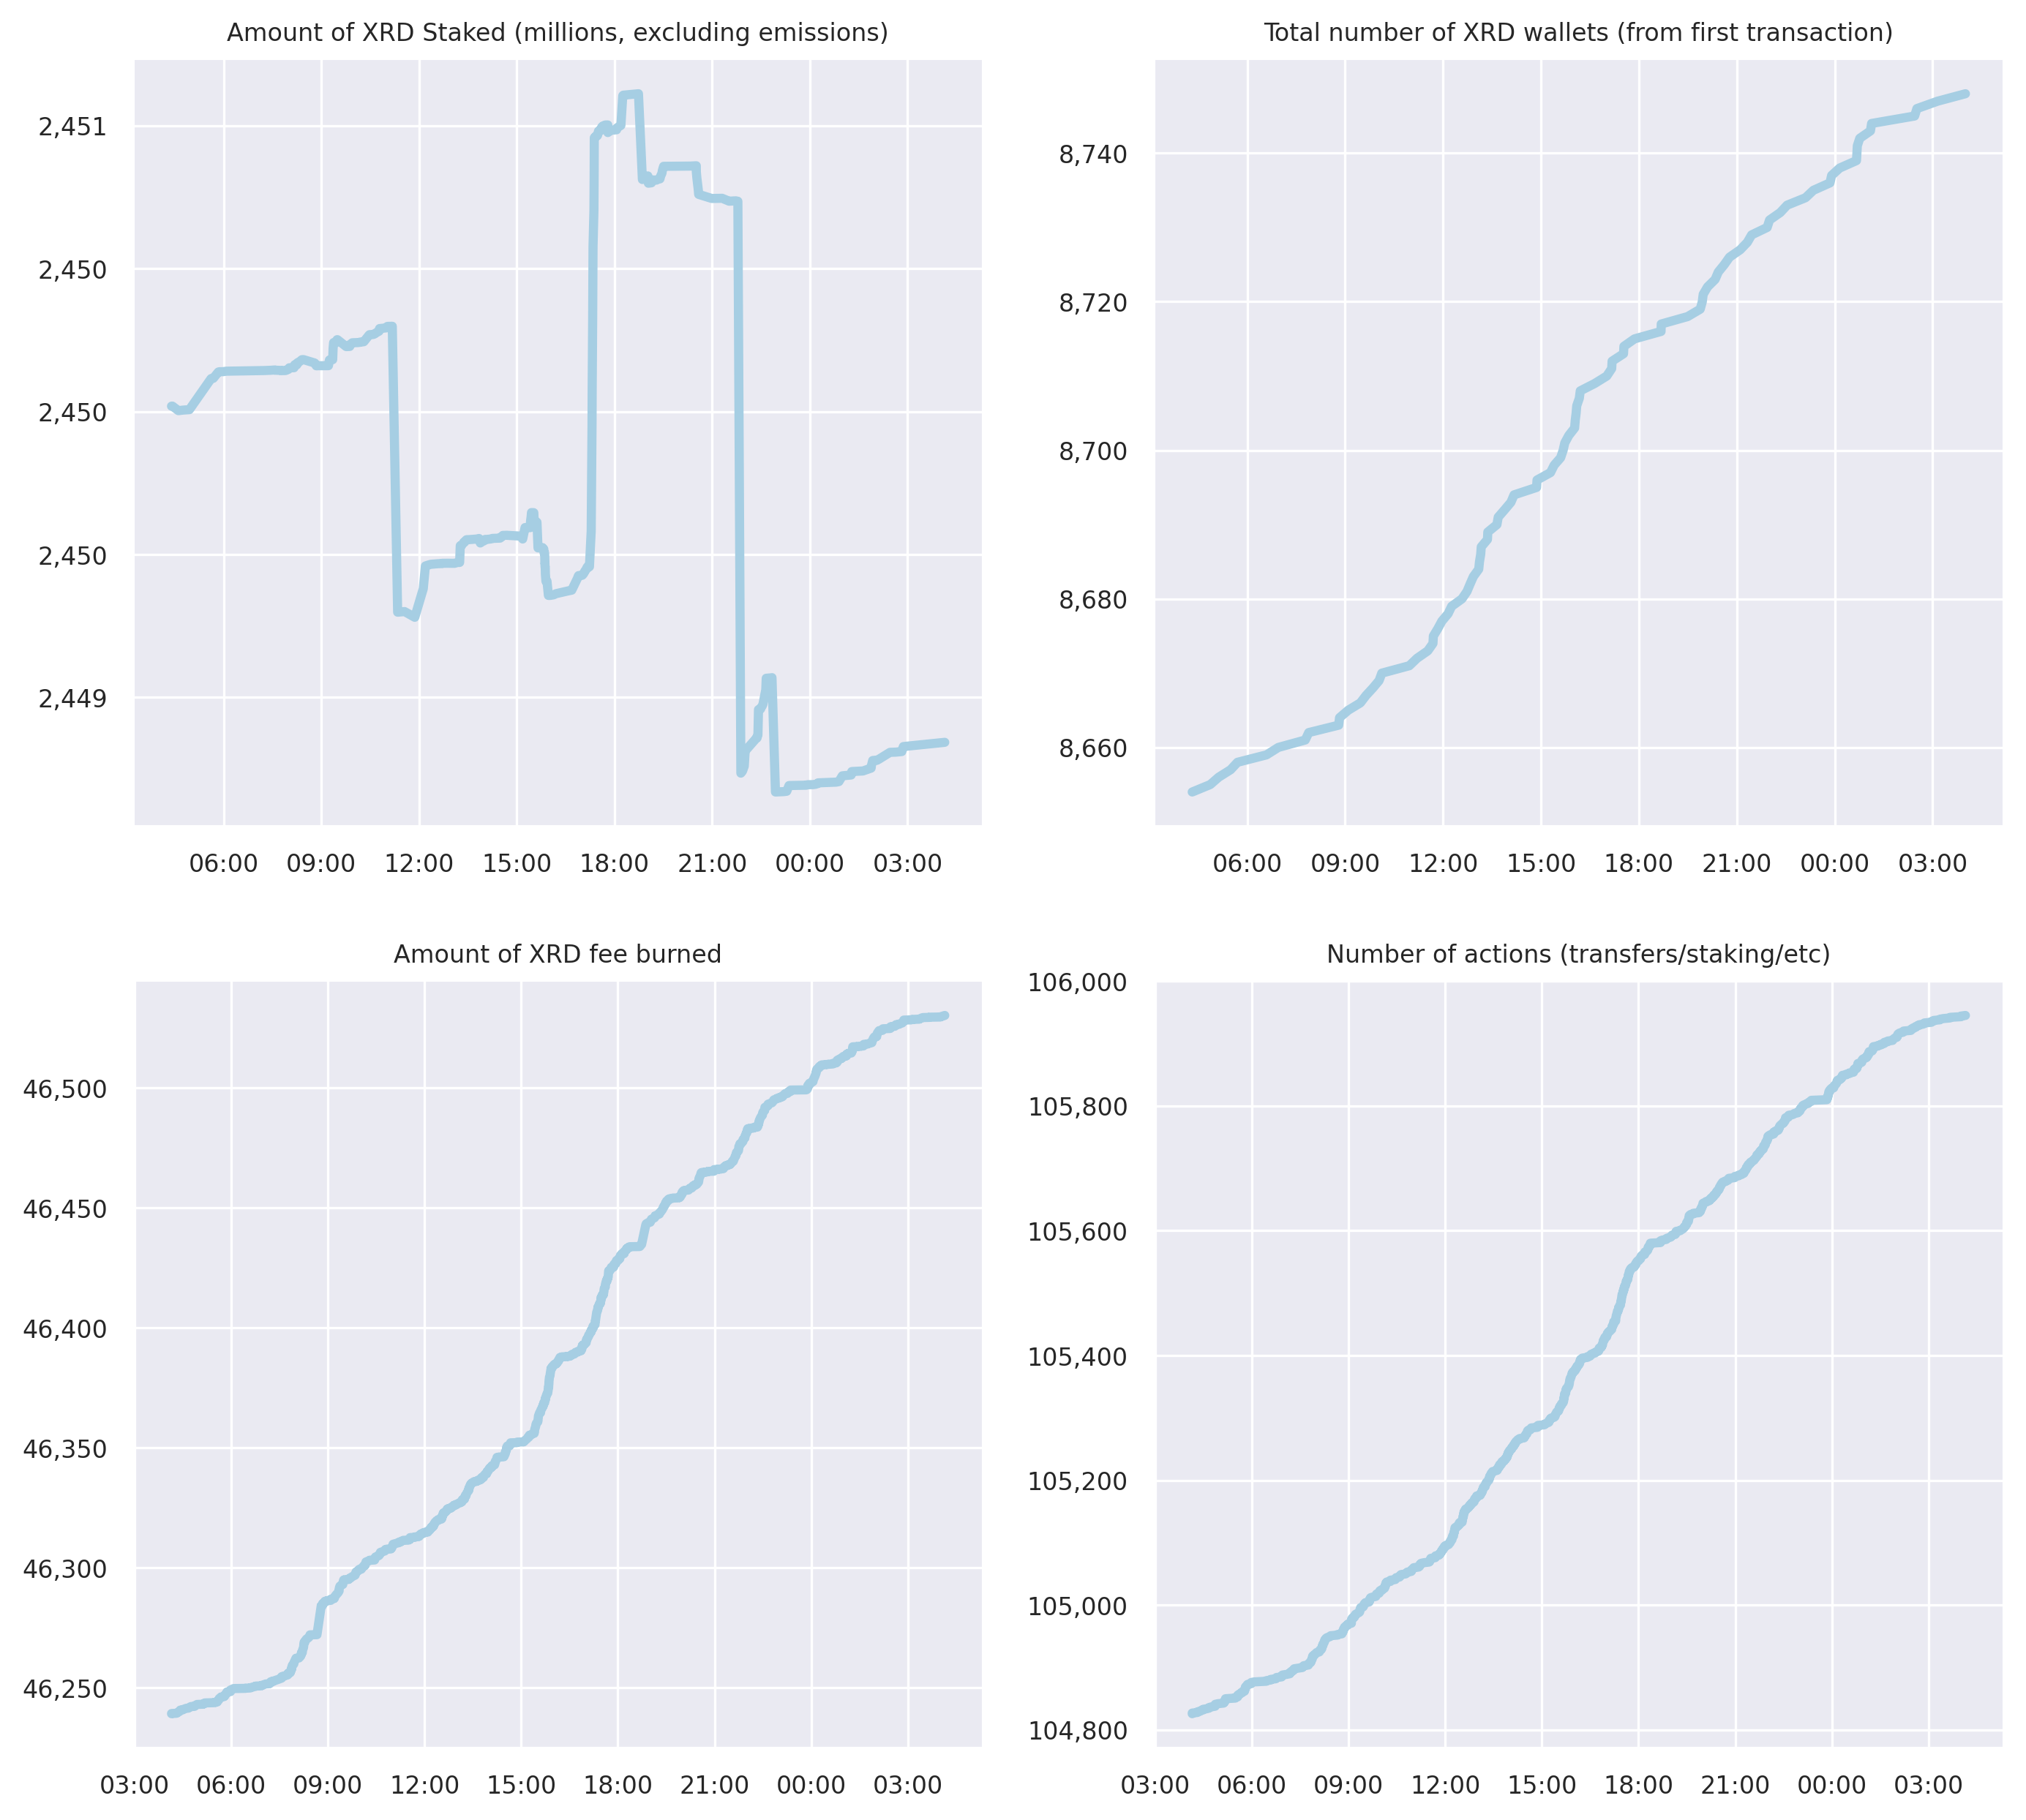 Amount of XRD Staked (millions, excluding emissions)
2,451
2,450
2,450
2,450
2,449
06:00 09:00 12:00 15:00 18:00 21:00 00:00 03:00
Total number of XRD wallets (from first transaction)
8,740
8,720
8,700
8,680
8,660
06:00 09:00 12:00 15:00 18:00 21:00 00:00 03:00
Amount of XRD fee burned
46,500
46,450
46,400
46,350
46,300
46,250
03:00 06:00 09:00 12:00 15:00 18:00 21:00 00:00 03:00
Number of actions (transfers/staking/etc)
106,000
105,800
105,600
105,400
105,200
105,000
104,800
03:00 06:00 09:00 12:00 15:00 18:00 21:00 00:00 03:00